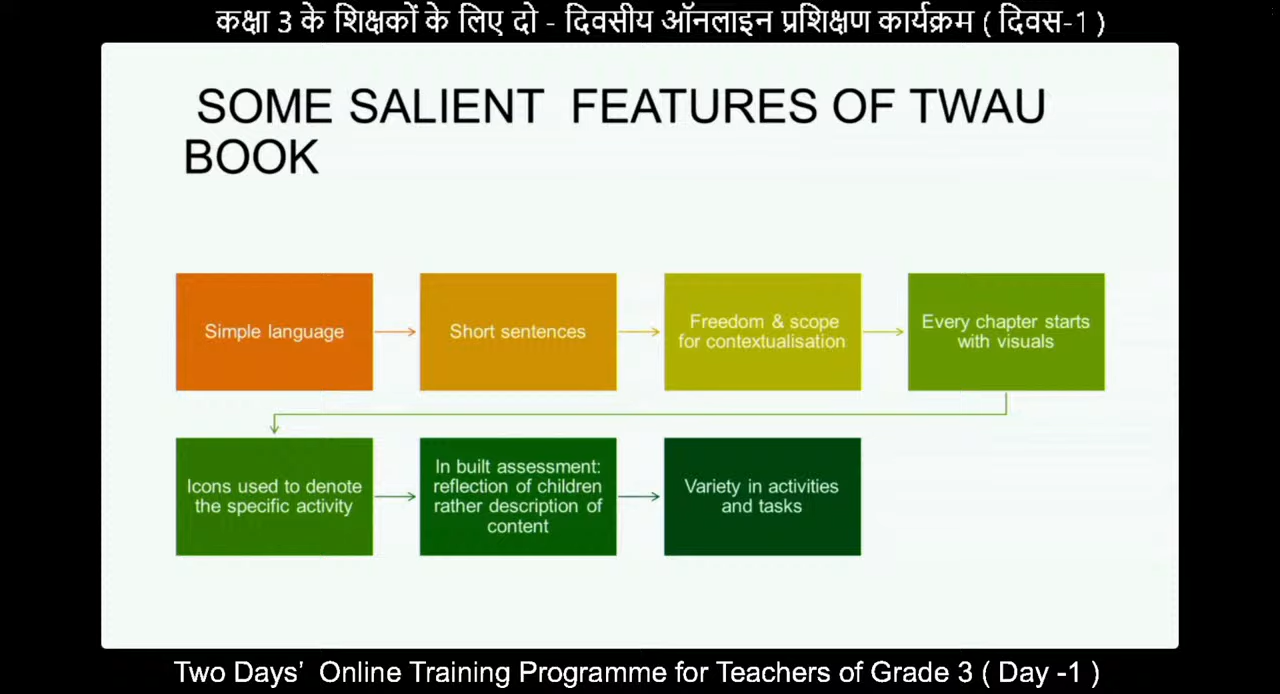 कक्षा 3 के शिक्षकों के लिए दो - दिवसीय ऑनलाइन प्रशिक्षण कार्यक्रम ( दिवस-1 )
SOME SALIENT FEATURES OF TWAU
BOOK
Simple language
Short sentences
Freedom & scope
for contextualisation
Every chapter starts
with visuals
Icons used to denote
the specific activity
In built assessment:
reflection of children
rather description of
content
Variety in activities
and tasks
Two Days’ Online Training Programme for Teachers of Grade 3 ( Day -1 )